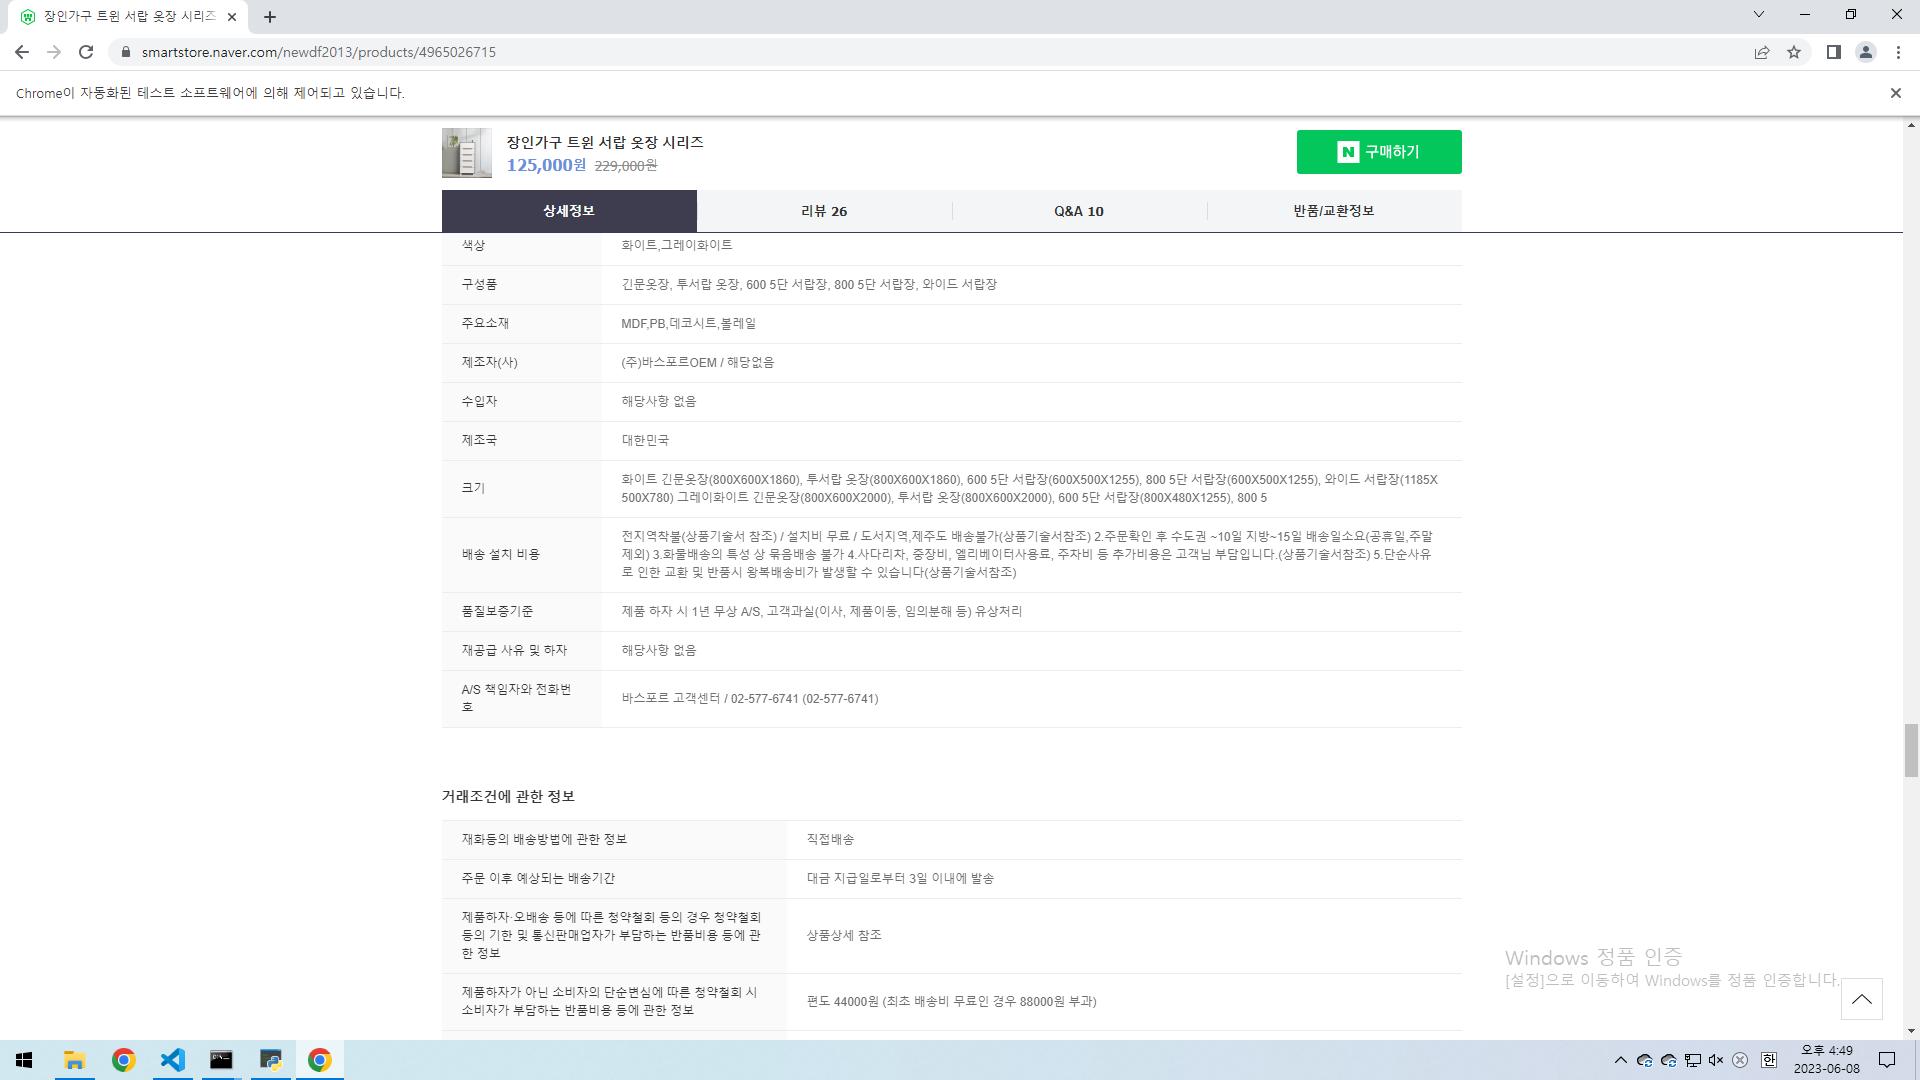 장인가구 트윈 서랍 옷장 시리즈
smartstore.naver.com/newdf2013/products/4965026715
Chrome이 자동화된 테스트 소프트웨어에 의해 제어되고 있습니다.
장인가구 트윈 서랍 옷장 시리즈
125,000원 229,000원
N 구매하기
상세정보
리뷰 26
Q&A 10
반품/교환정보
색상
화이트,그레이화이트
구성품
긴문옷장, 투서랍 옷장, 600 5단 서랍장, 800 5단 서랍장, 와이드 서랍장
주요소재
MDF,PB,데코시트,볼레일
제조자(사)
(주)바스포르OEM / 해당없음
수입자
해당사항 없음
제조국
대한민국
크기
화이트 긴문옷장(800X600X1860), 투서랍 옷장(800X600X1860), 600 5단 서랍장(600X500X1255), 800 5단 서랍장(600X500X1255), 와이드 서랍장(1185X
500X780) 그레이화이트 긴문옷장(800X600X2000), 투서랍 옷장(800X600X2000), 600 5단 서랍장(800X480X1255), 800 5
배송 설치 비용
전지역착불(상품기술서 참조) / 설치비 무료 / 도서지역,제주도 배송불가(상품기술서참조) 2.주문확인 후 수도권 ~10일 지방~15일 배송일소요(공휴일,주말
제외) 3.화물배송의 특성 상 묶음배송 불가 4.사다리차, 중장비, 엘리베이터사용료, 주차비 등 추가비용은 고객님 부담입니다.(상품기술서참조) 5.단순사유
로 인한 교환 및 반품시 왕복배송비가 발생할 수 있습니다(상품기술서참조)
품질보증기준
제품 하자 시 1년 무상 A/S, 고객과실(이사, 제품이동, 임의분해 등) 유상처리
재공급 사유 및 하자
해당사항 없음
A/S 책임자와 전화번
호
바스포르 고객센터 / 02-577-6741 (02-577-6741)
거래조건에 관한 정보
재화등의 배송방법에 관한 정보
직접배송
주문 이후 예상되는 배송기간
대금 지급일로부터 3일 이내에 발송
제품하자·오배송 등에 따른 청약철회 등의 경우 청약철회
등의 기한 및 통신판매업자가 부담하는 반품비용 등에 관
한 정보
상품상세 참조
제품하자가 아닌 소비자의 단순변심에 따른 청약철회 시
소비자가 부담하는 반품비용 등에 관한 정보
편도 44000원 (최초 배송비 무료인 경우 88000원 부과)
Windows 정품 인증
[설정]으로 이동하여 Windows를 정품 인증합니다.
한
오후 4:49
2023-06-08